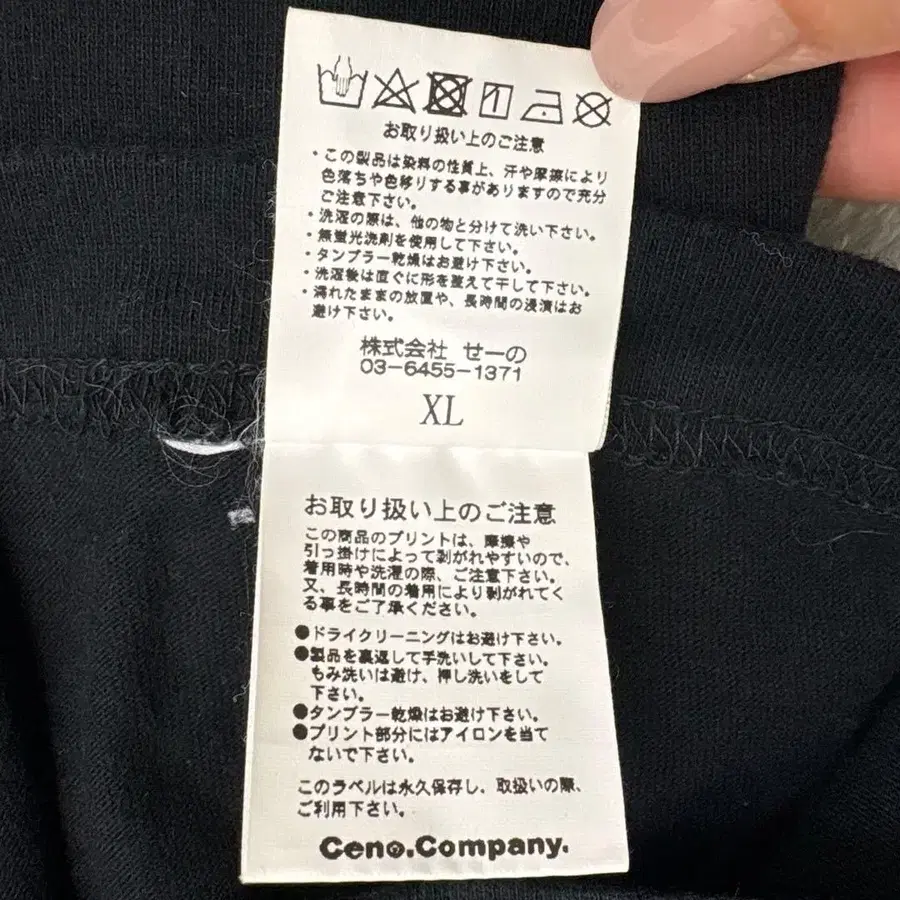 お取り扱い上のご注意
・この製品は染料の性質上、汗や摩擦により
色落ちや色移りする事がありますので充分
ご注意下さい。
・洗濯の際は、他の物と分けて洗い下さい。
・無蛍光洗剤を使用して下さい。
・タンブラー乾燥はお避け下さい。
・洗濯後は直ぐに形を整えて干して下さい。
・濡れたままの放置や、長時間の浸漬はお
避け下さい。
株式会社 せーの
03-6455-1371
XL
お取り扱い上のご注意
この商品のプリントは、摩擦や
引っ掛けによって剥がれやすいので、
着用時や洗濯の際、ご注意下さい。
又、長時間の着用により剥がれてく
る事をご了承ください。
●ドライクリーニングはお避け下さい。
●製品を裏返して手洗いして下さい。
もみ洗いは避け、押し洗いをして
下さい。
●タンブラー乾燥はお避け下さい。
●プリント部分にはアイロンを当て
ないで下さい。
このラベルは永久保存し、取扱いの際、
ご利用下さい。
Ceno.Company.